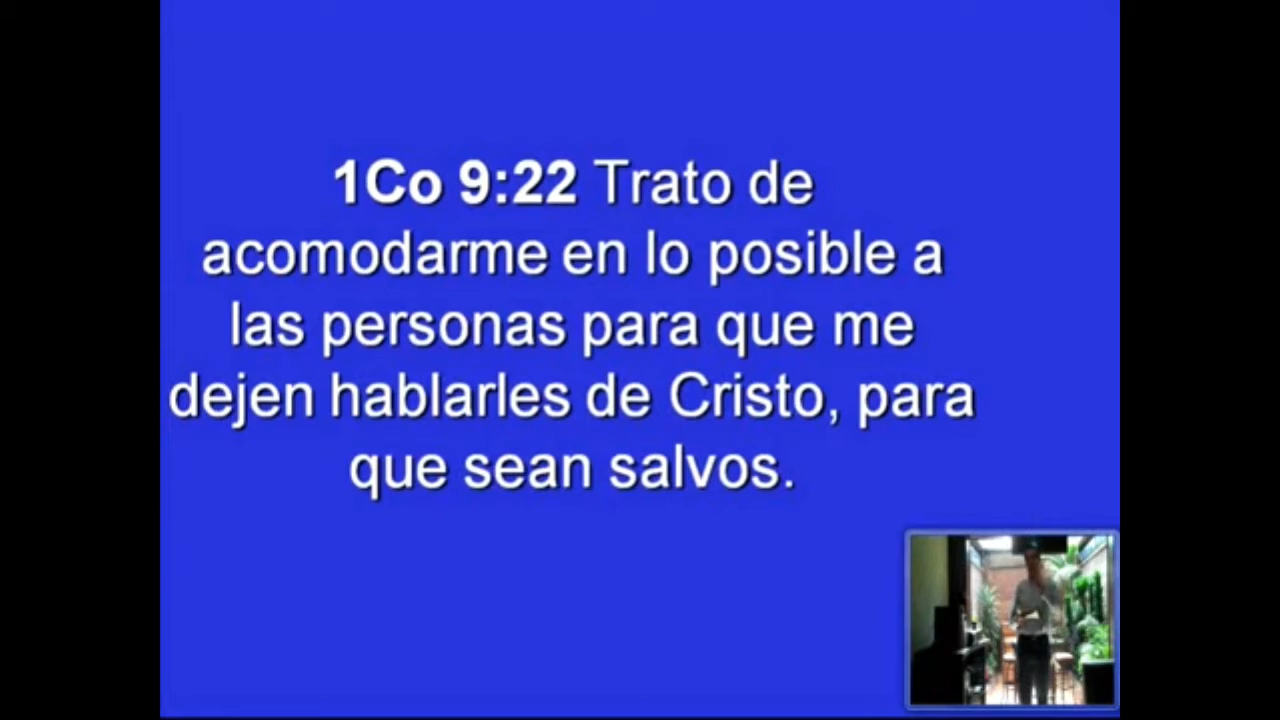 1Co 9:22 Trato de
acomodarme en lo posible a
las personas para que me
dejen hablarles de Cristo, para
que sean salvos.